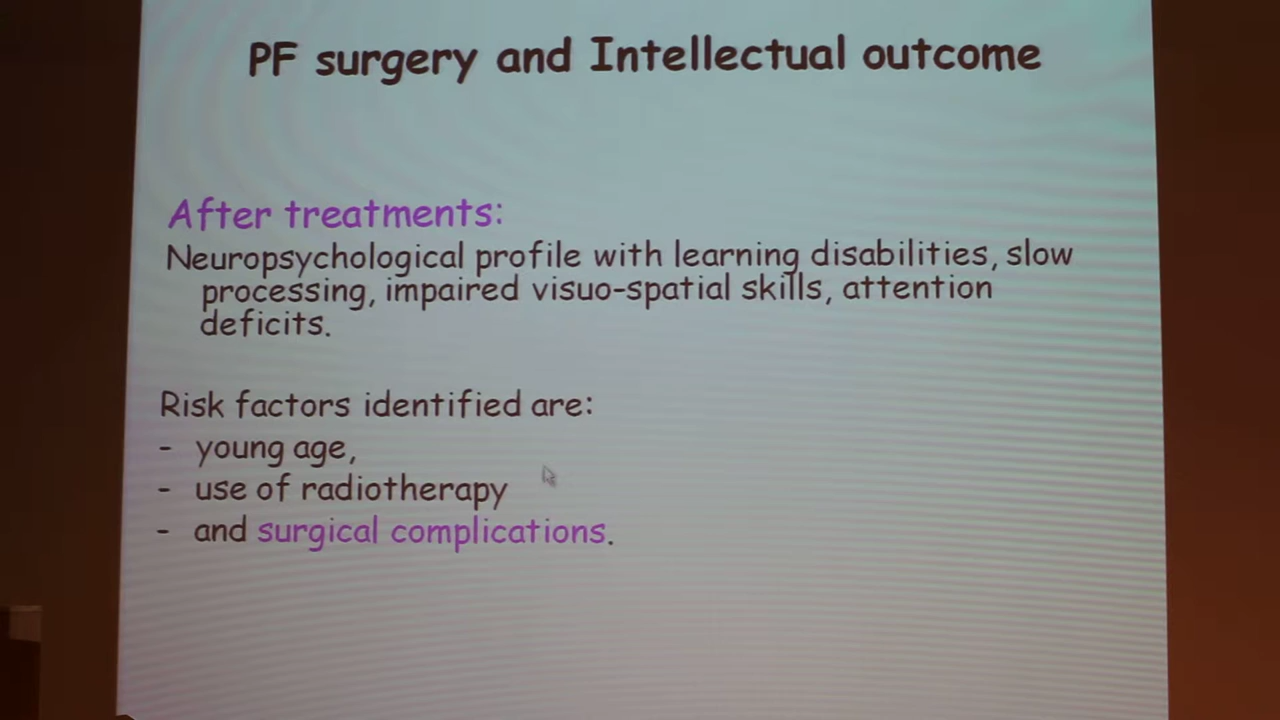 PF surgery and Intellectual outcome
After treatments:
Neuropsychological profile with learning disabilities, slow
processing, impaired visuo-spatial skills, attention
deficits.
Risk factors identified are:
- young age,
- use of radiotherapy
- and surgical complications.